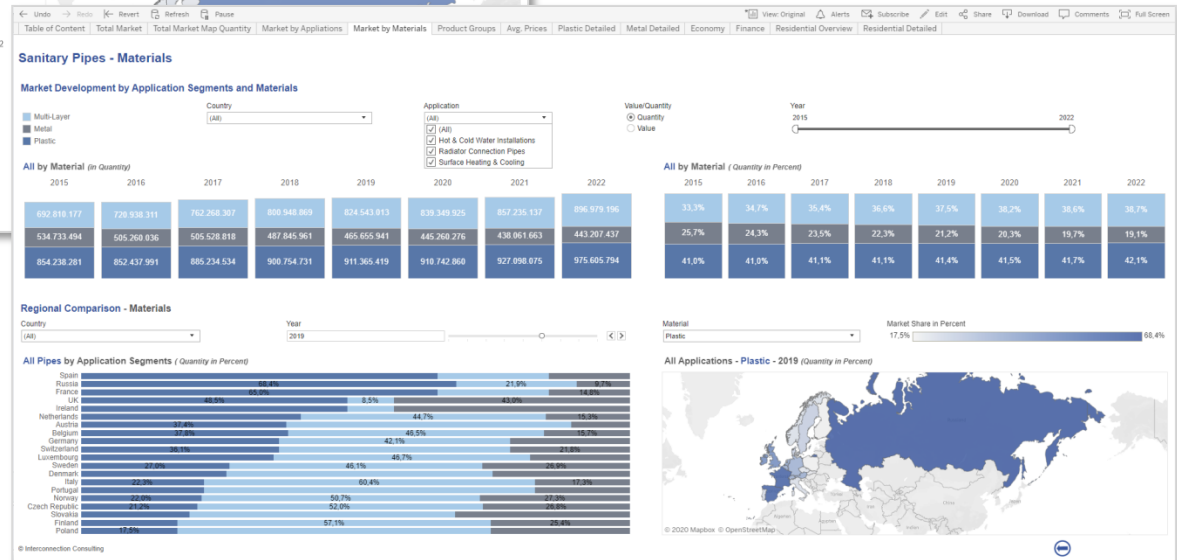 ← Undo → Redo Revert Refresh Pause View: Original Alerts Subscribe Edit Share Download Comments Full Screen
Table of Content Total Market Total Market Map Quantity Market by Appliations Market by Materials Product Groups Avg. Prices Plastic Detailed Metal Detailed Economy Finance Residential Overview Residential Detailed
Sanitary Pipes - Materials
Market Development by Application Segments and Materials
Country Application Value/Quantity Year
Multi-Layer (All) (All) Quantity 2015 2022
Metal (All) Value
Plastic Hot & Cold Water Installations
Radiator Connection Pipes
Surface Heating & Cooling
All by Material (in Quantity) All by Material ( Quantity in Percent)
2015 2016 2017 2018 2019 2020 2021 2022 2015 2016 2017 2018 2019 2020 2021 2022
692.810.177 720.938.311 762.268.307 800.948.869 824.543.013 839.349.925 857.235.137 896.979.196 33,3% 34,7% 35,4% 36,6% 37,5% 38,2% 38,6% 38,7%
534.733.494 505.260.036 505.528.818 487.845.961 465.655.941 445.260.276 438.061.663 443.207.437 25,7% 24,3% 23,5% 22,3% 21,2% 20,3% 19,7% 19,1%
854.238.281 852.437.991 885.234.534 900.754.731 911.365.419 910.742.860 927.098.075 975.605.794 41,0% 41,0% 41,1% 41,1% 41,4% 41,5% 41,7% 42,1%
Regional Comparison - Materials
Country Year Material Market Share in Percent
(All) 2019 Plastic 17,5% 68,4%
All Pipes by Application Segments ( Quantity in Percent) All Applications - Plastic - 2019 (Quantity in Percent)
Spain
Russia 68,4% 21,9% 9,7%
France 65,0% 14,8%
UK 48,5% 8,5% 43,0%
Ireland
Netherlands 44,7% 15,3%
Austria 37,4%
Belgium 37,8% 46,5% 15,7%
Germany 42,1%
Switzerland 36,1% 21,8%
Luxembourg 46,7%
Sweden 27,0% 46,1% 26,9%
Denmark
Italy 22,3% 60,4% 17,3%
Portugal
Norway 22,0% 50,7% 27,3%
Czech Republic 21,2% 52,0% 26,8%
Slovakia
Finland 57,1% 25,4%
Poland 17,5%
© 2020 Mapbox © OpenStreetMap
© Interconnection Consulting